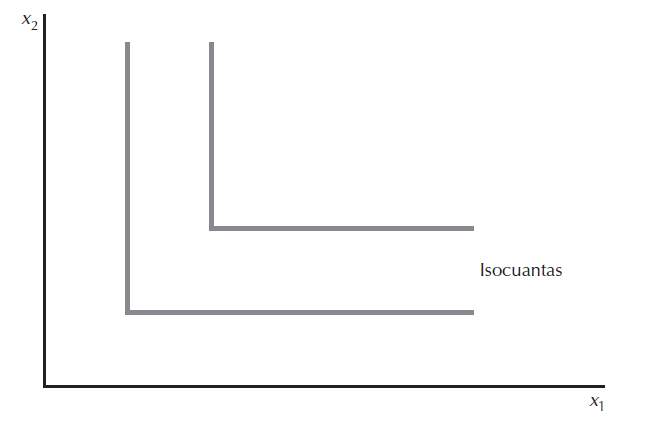 x₂
Isocuantas
x₁